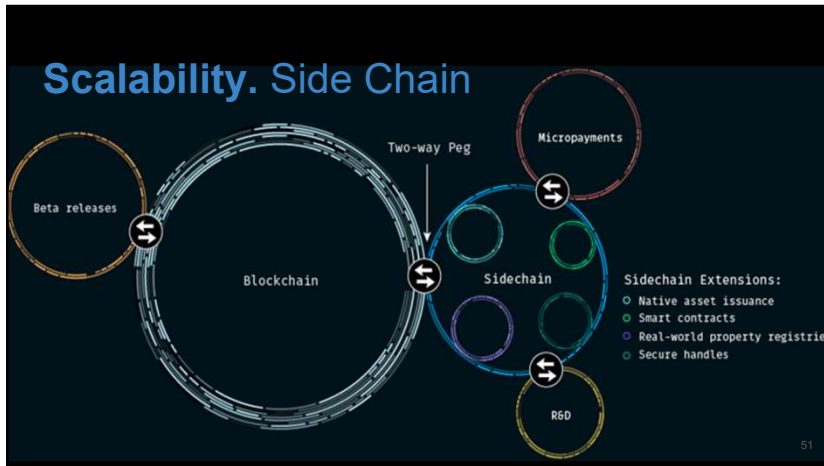 Scalability. Side Chain
Micropayments
Two-way Peg
Beta releases
Blockchain
Sidechain
Sidechain Extensions:
Native asset issuance
Smart contracts
Real-world property registrie
Secure handles
R&D
51